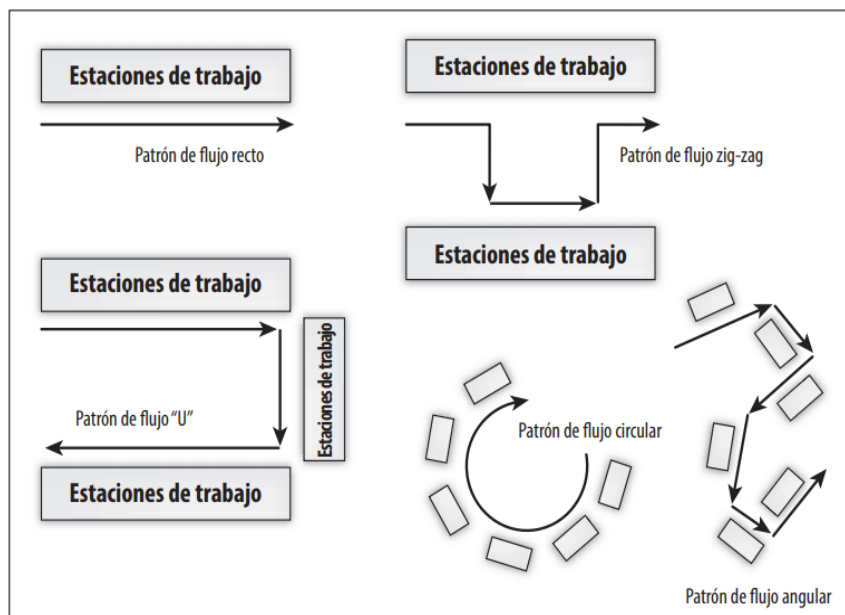 Estaciones de trabajo
Patrón de flujo recto
Estaciones de trabajo
Patrón de flujo zig-zag
Estaciones de trabajo
Estaciones de trabajo
Estaciones de trabajo
Patrón de flujo “U”
Estaciones de trabajo
Patrón de flujo circular
Patrón de flujo angular